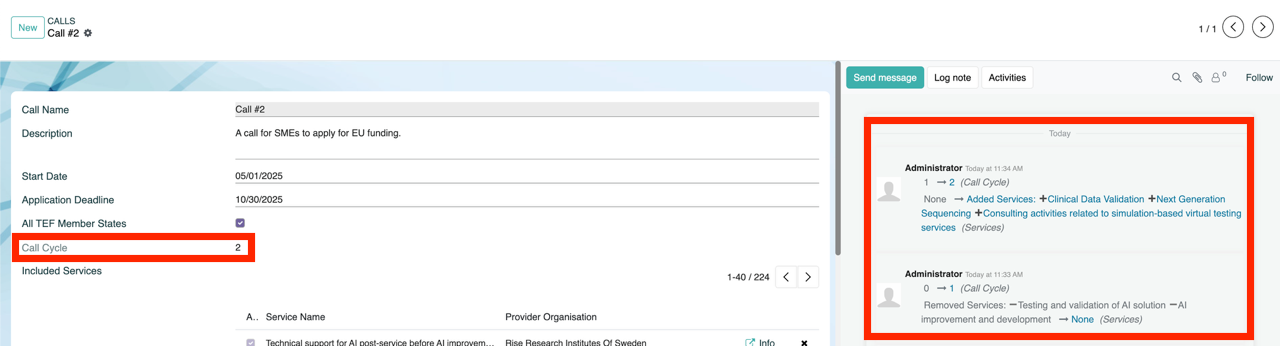 New
CALLS
Call #2
1 / 1
Send message
Log note
Activities
0
Follow
Call Name
Call #2
Description
A call for SMEs to apply for EU funding.
Start Date
05/01/2025
Application Deadline
10/30/2025
All TEF Member States
Call Cycle
2
Included Services
1-40 / 224
A..
Service Name
Provider Organisation
Technical support for AI post-service before AI improvem...
Rise Research Institutes Of Sweden
Info
Today
Administrator Today at 11:34 AM
1 → 2 (Call Cycle)
None → Added Services: +Clinical Data Validation +Next Generation
Sequencing +Consulting activities related to simulation-based virtual testing
services (Services)
Administrator Today at 11:33 AM
0 → 1 (Call Cycle)
Removed Services: −Testing and validation of AI solution −AI
improvement and development → None (Services)